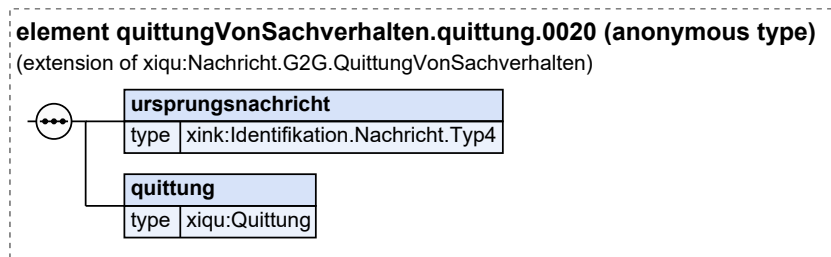 element quittungVonSachverhalten.quittung.0020 (anonymous type)
(extension of xiqu:Nachricht.G2G.QuittungVonSachverhalten)
ursprungsnachricht
type xink:Identifikation.Nachricht.Typ4
quittung
type xiqu:Quittung